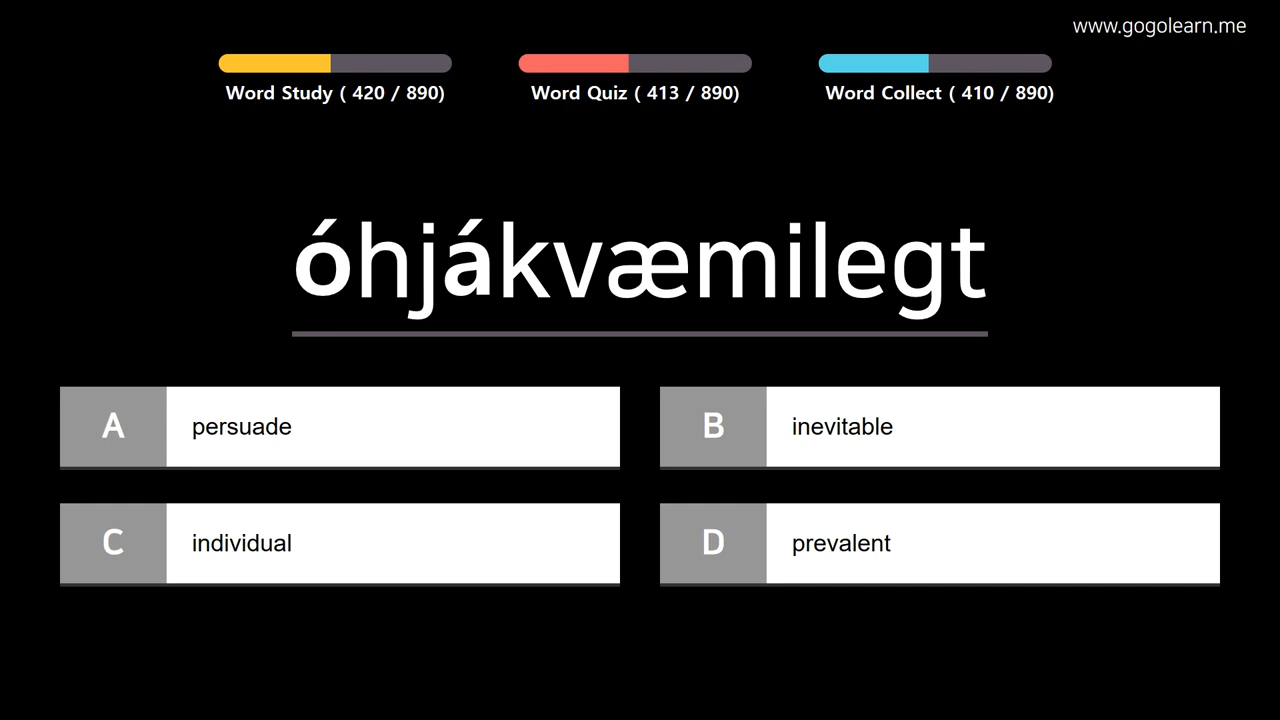 www.gogolearn.me
Word Study ( 420 / 890)
Word Quiz ( 413 / 890)
Word Collect ( 410 / 890)
óhjákvæmilegt
A persuade
B inevitable
C individual
D prevalent